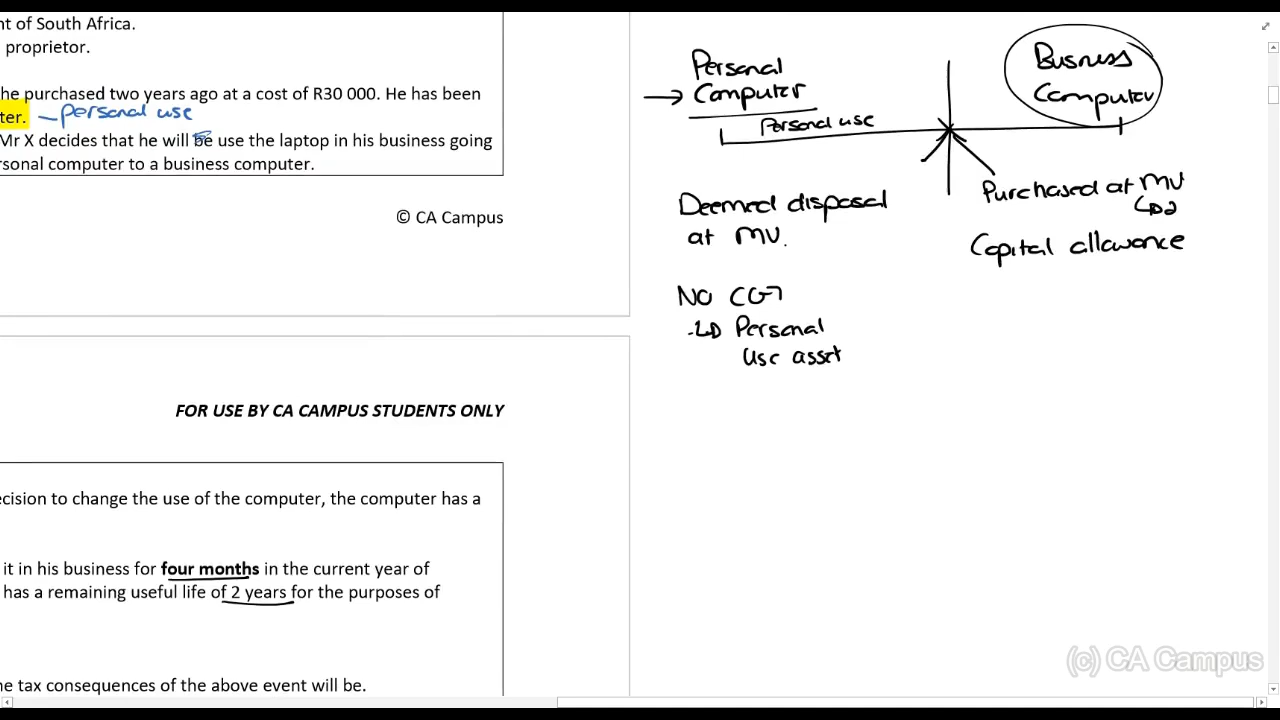 nt of South Africa.
proprietor.
he purchased two years ago at a cost of R30 000. He has been
ter. – personal use
Mr X decides that he will be use the laptop in his business going
rsonal computer to a business computer.
© CA Campus
FOR USE BY CA CAMPUS STUDENTS ONLY
ecision to change the use of the computer, the computer has a
it in his business for four months in the current year of
has a remaining useful life of 2 years for the purposes of
ne tax consequences of the above event will be.
Personal
Computer
Personal use
Business
Computer
Deemed disposal
at MV.
No CGT
Personal
Use asset
Purchased at MV
Capital allowance
(c) CA Campus